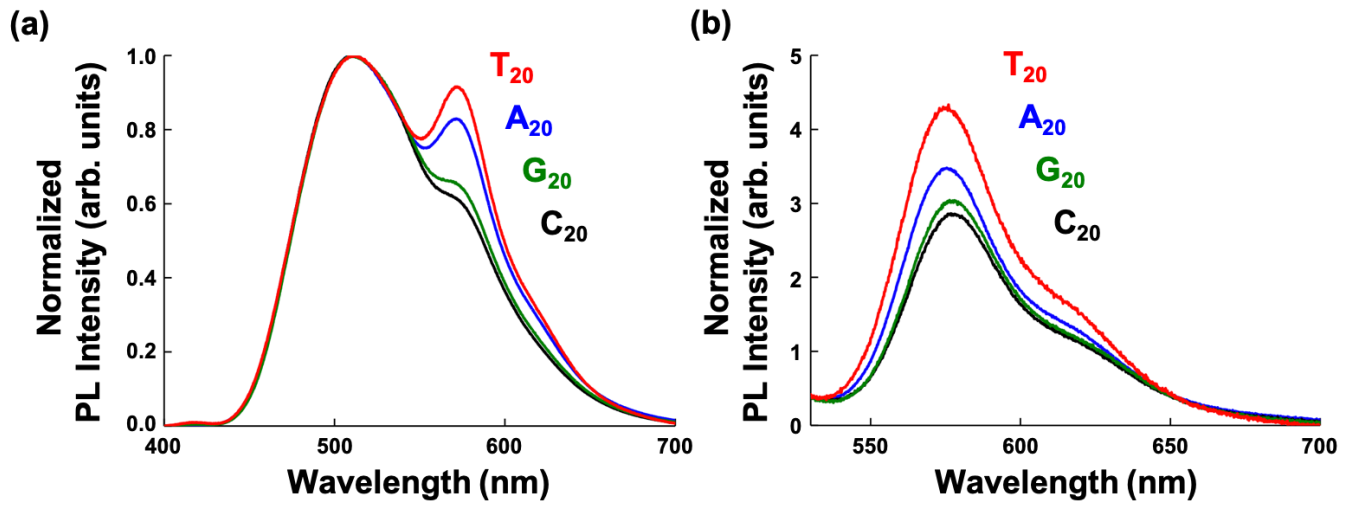 (a)
Normalized
PL Intensity (arb. units)
1.0
0.8
0.6
0.4
0.2
0.0
400
500
600
700
Wavelength (nm)
T20
A20
G20
C20
(b)
Normalized
PL Intensity (arb. units)
5
4
3
2
1
0
550
600
650
700
Wavelength (nm)
T20
A20
G20
C20